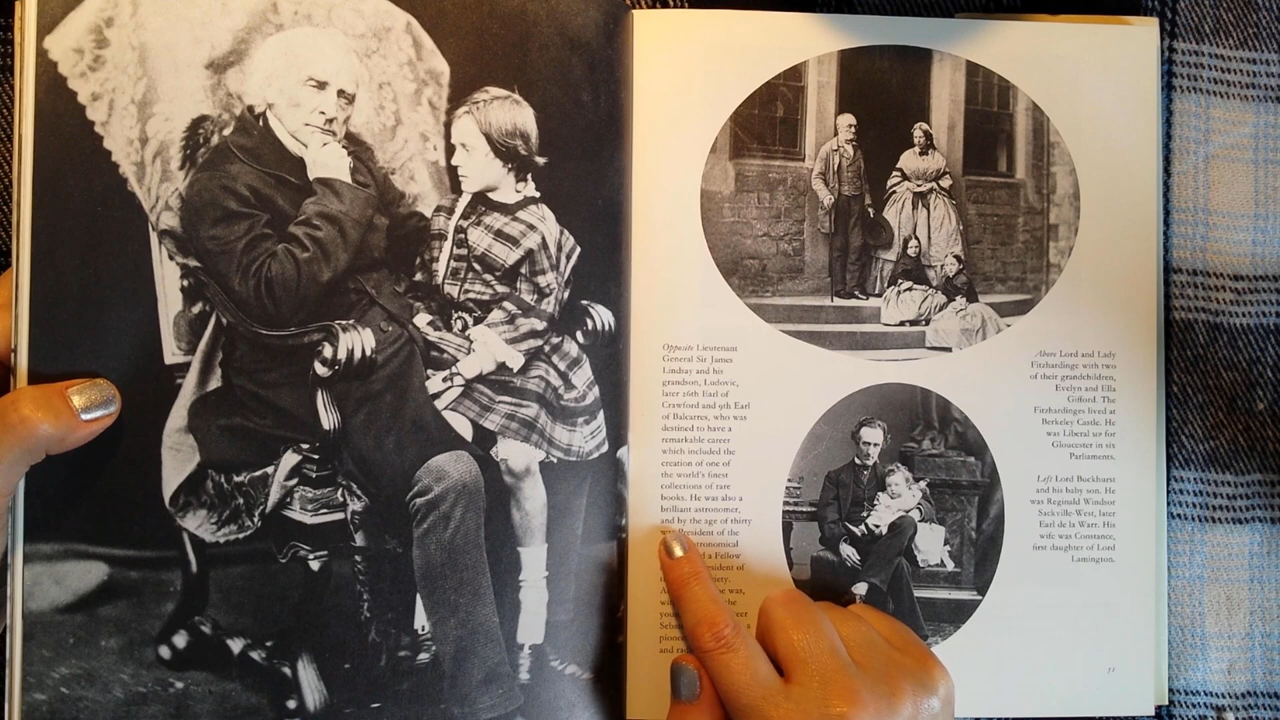 Opposite Lieutenant
General Sir James
Lindsay and his
grandson, Ludovic,
later 26th Earl of
Crawford and 9th Earl
of Balcarres, who was
destined to have a
remarkable career
which included the
creation of one of
the world's finest
collections of rare
books. He was also a
brilliant astronomer,
and by the age of thirty
was President of the
a Fellow
was,
the
a
pioneer
and
Above Lord and Lady
Fitzhardinge with two
of their grandchildren,
Evelyn and Ella
Gifford. The
Fitzhardinges lived at
Berkeley Castle. He
was Liberal MP for
Gloucester in six
Parliaments.
Left Lord Buckhurst
and his baby son. He
was Reginald Windsor
Sackville-West, later
Earl de la Warr. His
wife was Constance,
first daughter of Lord
Lamington.